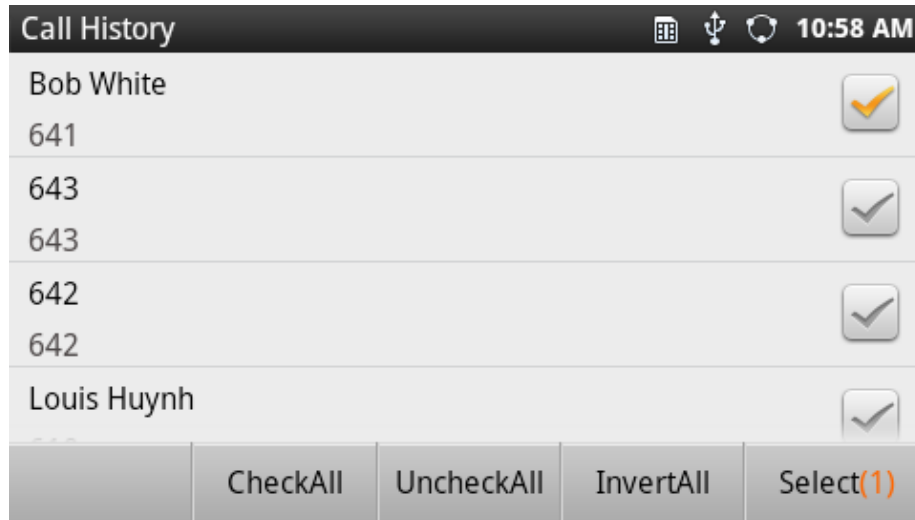 Call History 10:58 AM
Bob White
641
643
643
642
642
Louis Huynh
CheckAll UncheckAll InvertAll Select(1)